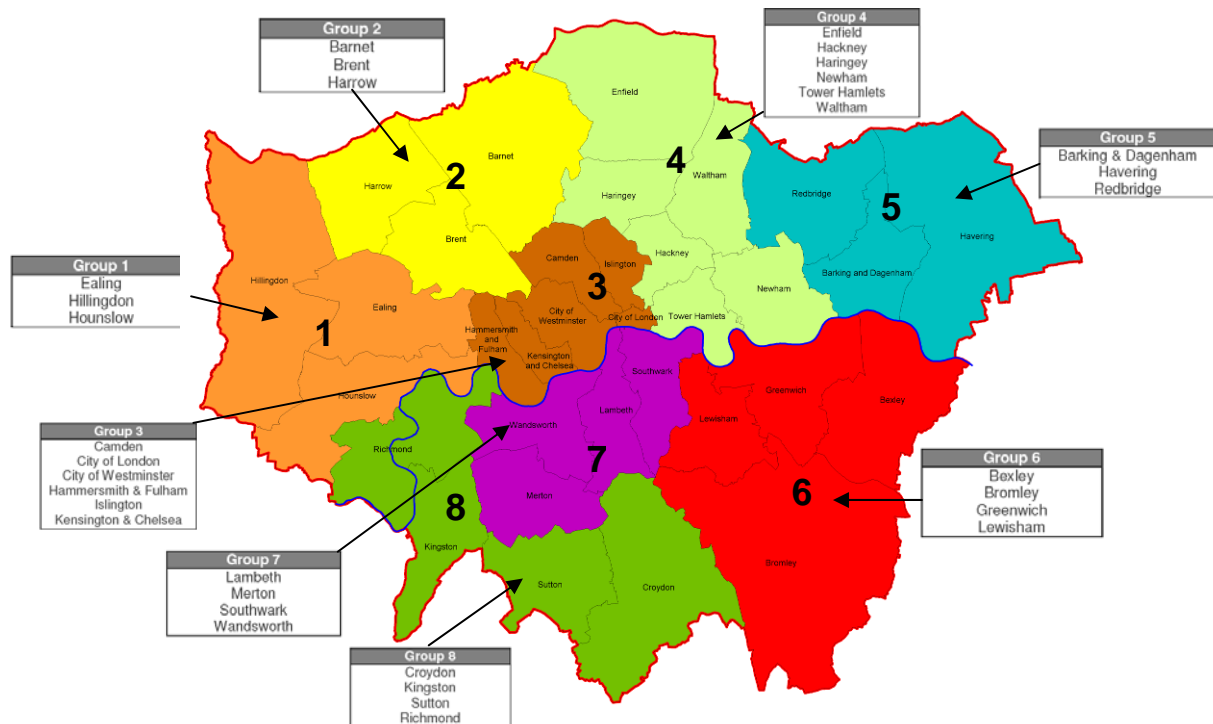 Group 2
Barnet
Brent
Harrow
Group 4
Enfield
Hackney
Haringey
Newham
Tower Hamlets
Waltham
Group 5
Barking & Dagenham
Havering
Redbridge
Group 1
Ealing
Hillingdon
Hounslow
Group 3
Camden
City of London
City of Westminster
Hammersmith & Fulham
Islington
Kensington & Chelsea
Group 6
Bexley
Bromley
Greenwich
Lewisham
Group 7
Lambeth
Merton
Southwark
Wandsworth
Group 8
Croydon
Kingston
Sutton
Richmond
Enfield
Barnet
2
4
Harrow
Waltham
Redbridge
Haringey
5
Brent
Havering
Hackney
Camden
Islington
Hillingdon
Barking and Dagenham
3
Newham
Ealing
City of
Westminster
City of London
Tower Hamlets
1
Hammersmith
and
Fulham
Kensington
and Chelsea
Southwark
Greenwich
Hounslow
Bexley
Lambeth
Lewisham
Wandsworth
Richmond
7
Merton
6
8
Kingston
Bromley
Sutton
Croydon